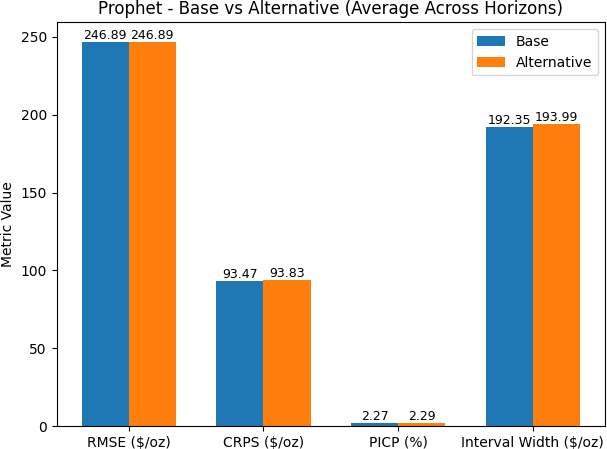 Prophet - Base vs Alternative (Average Across Horizons)
Metric Value
250
200
150
100
50
0
246.89 246.89
93.47 93.83
2.27 2.29
192.35 193.99
Base
Alternative
RMSE ($/oz) CRPS ($/oz) PICP (%) Interval Width ($/oz)